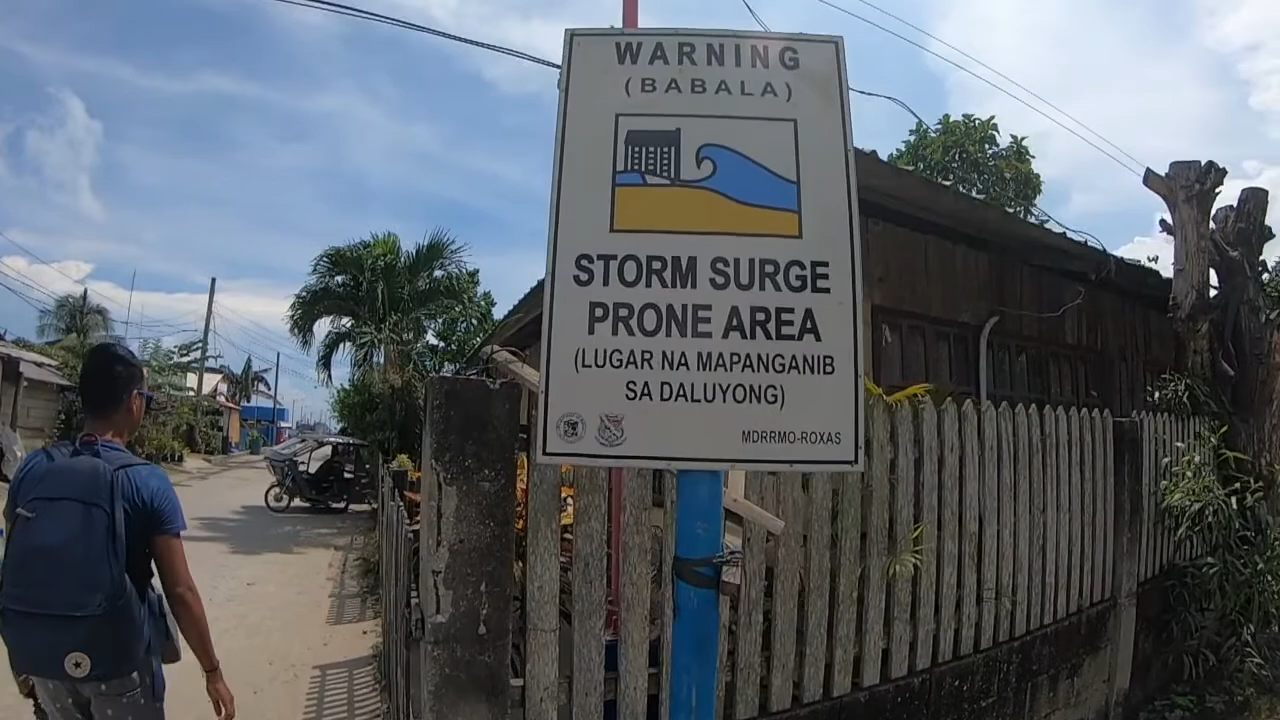 WARNING
(BABALA)
STORM SURGE
PRONE AREA
(LUGAR NA MAPANGANIB
SA DALUYONG)
MDRRMO-ROXAS